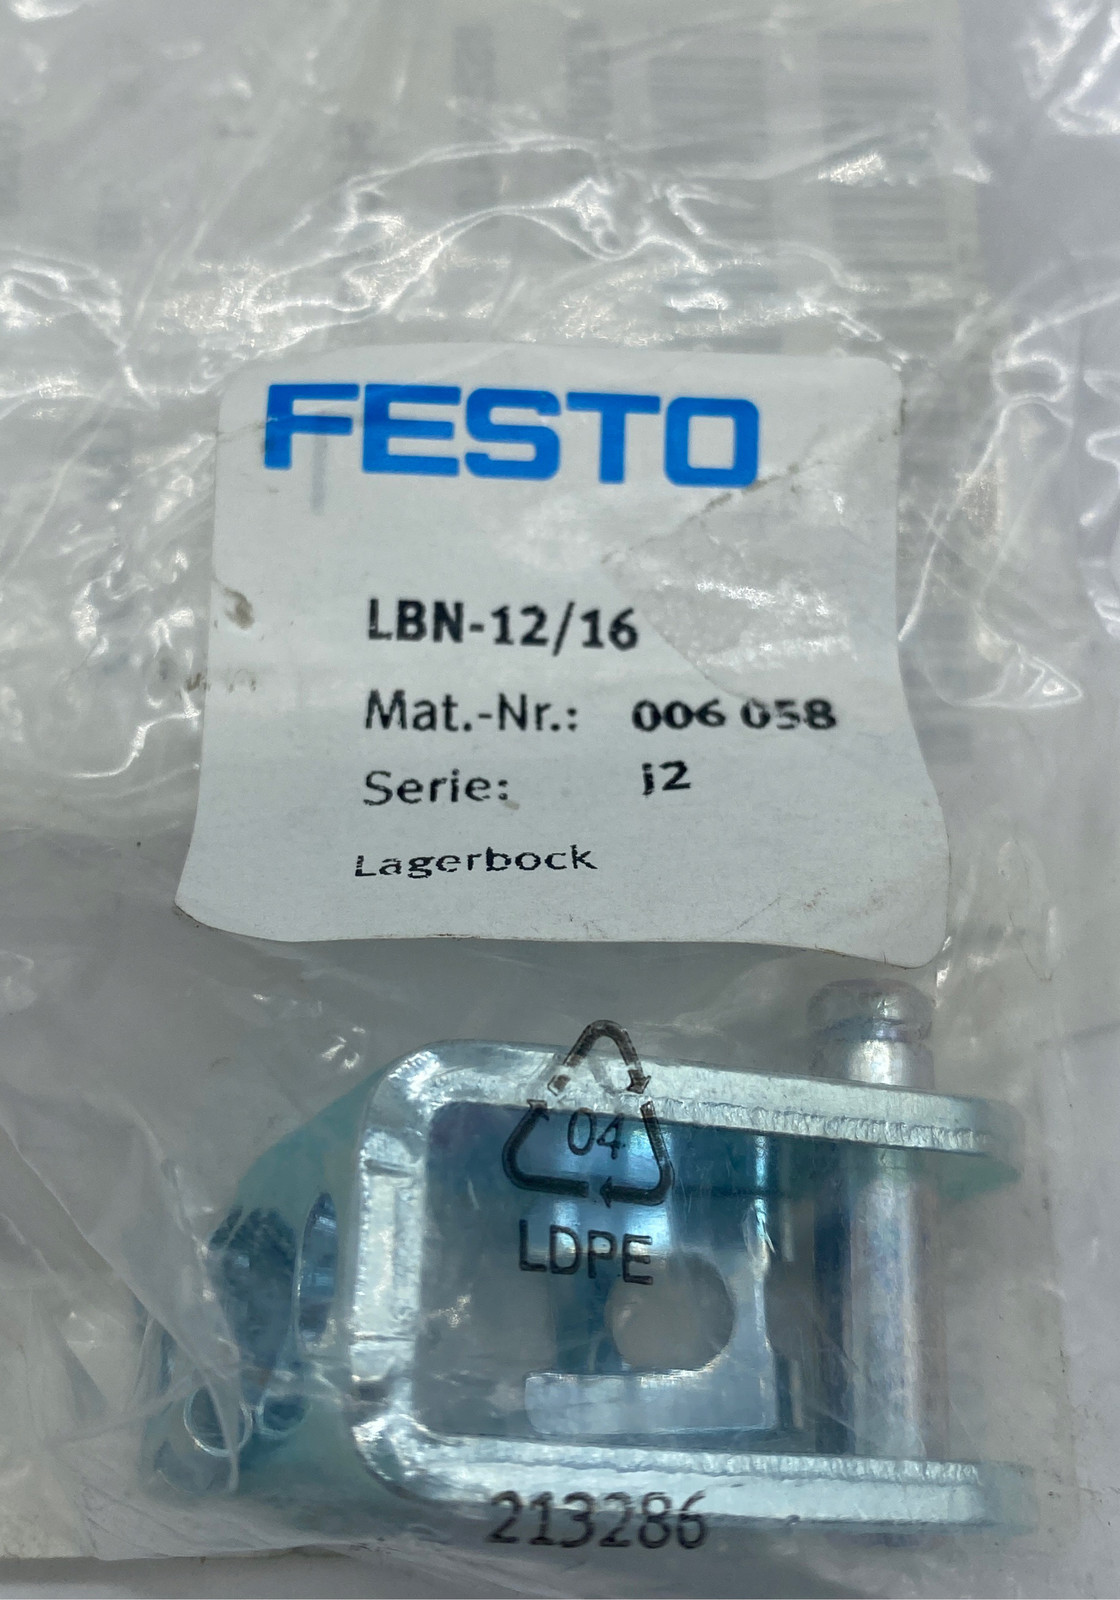 FESTO
LBN-12/16
Mat.-Nr.: 006 058
Serie: j2
Lagerbock
04
LDPE
213286